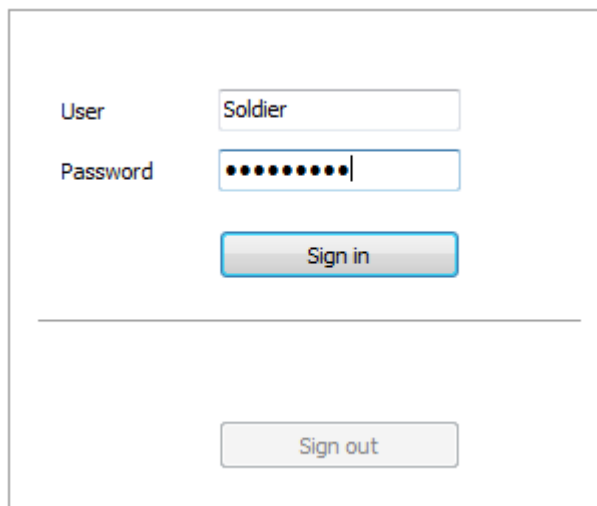 User Soldier
Password •••••••••
Sign in
Sign out